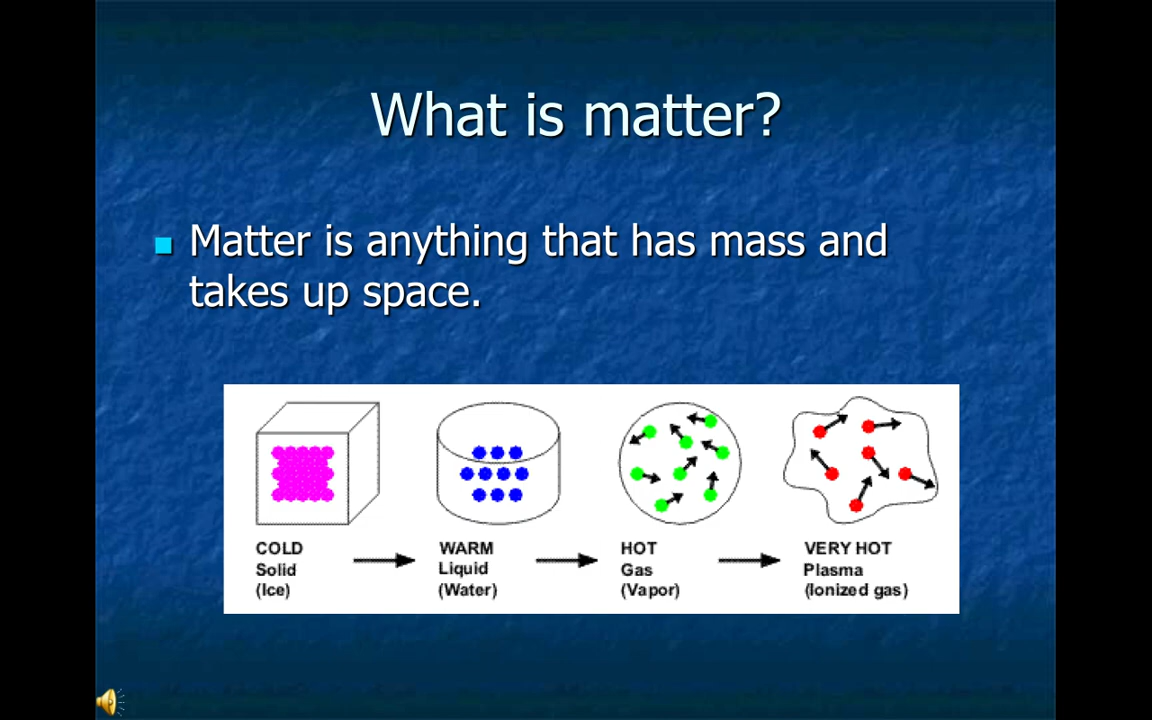 What is matter?
Matter is anything that has mass and
takes up space.
COLD
Solid
(Ice)
WARM
Liquid
(Water)
HOT
Gas
(Vapor)
VERY HOT
Plasma
(Ionized gas)